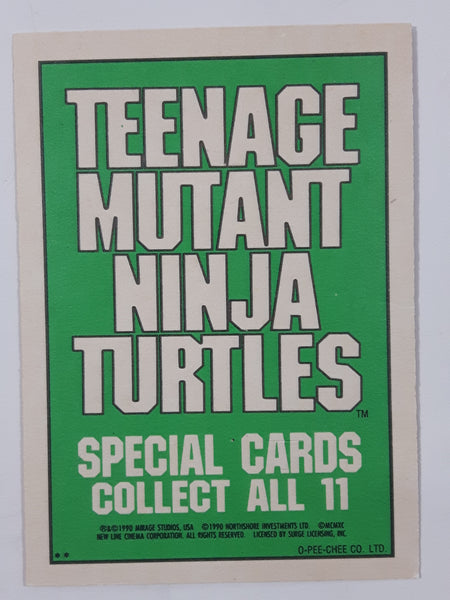 TEENAGE
MUTANT
NINJA
TURTLES
TM
SPECIAL CARDS
COLLECT ALL 11
®&©1990 MIRAGE STUDIOS, USA ©1990 NORTHSHORE INVESTMENTS LTD. ©MCMXC
NEW LINE CINEMA CORPORATION. ALL RIGHTS RESERVED. LICENSED BY SURGE LICENSING, INC.
** O-PEE-CHEE CO. LTD.